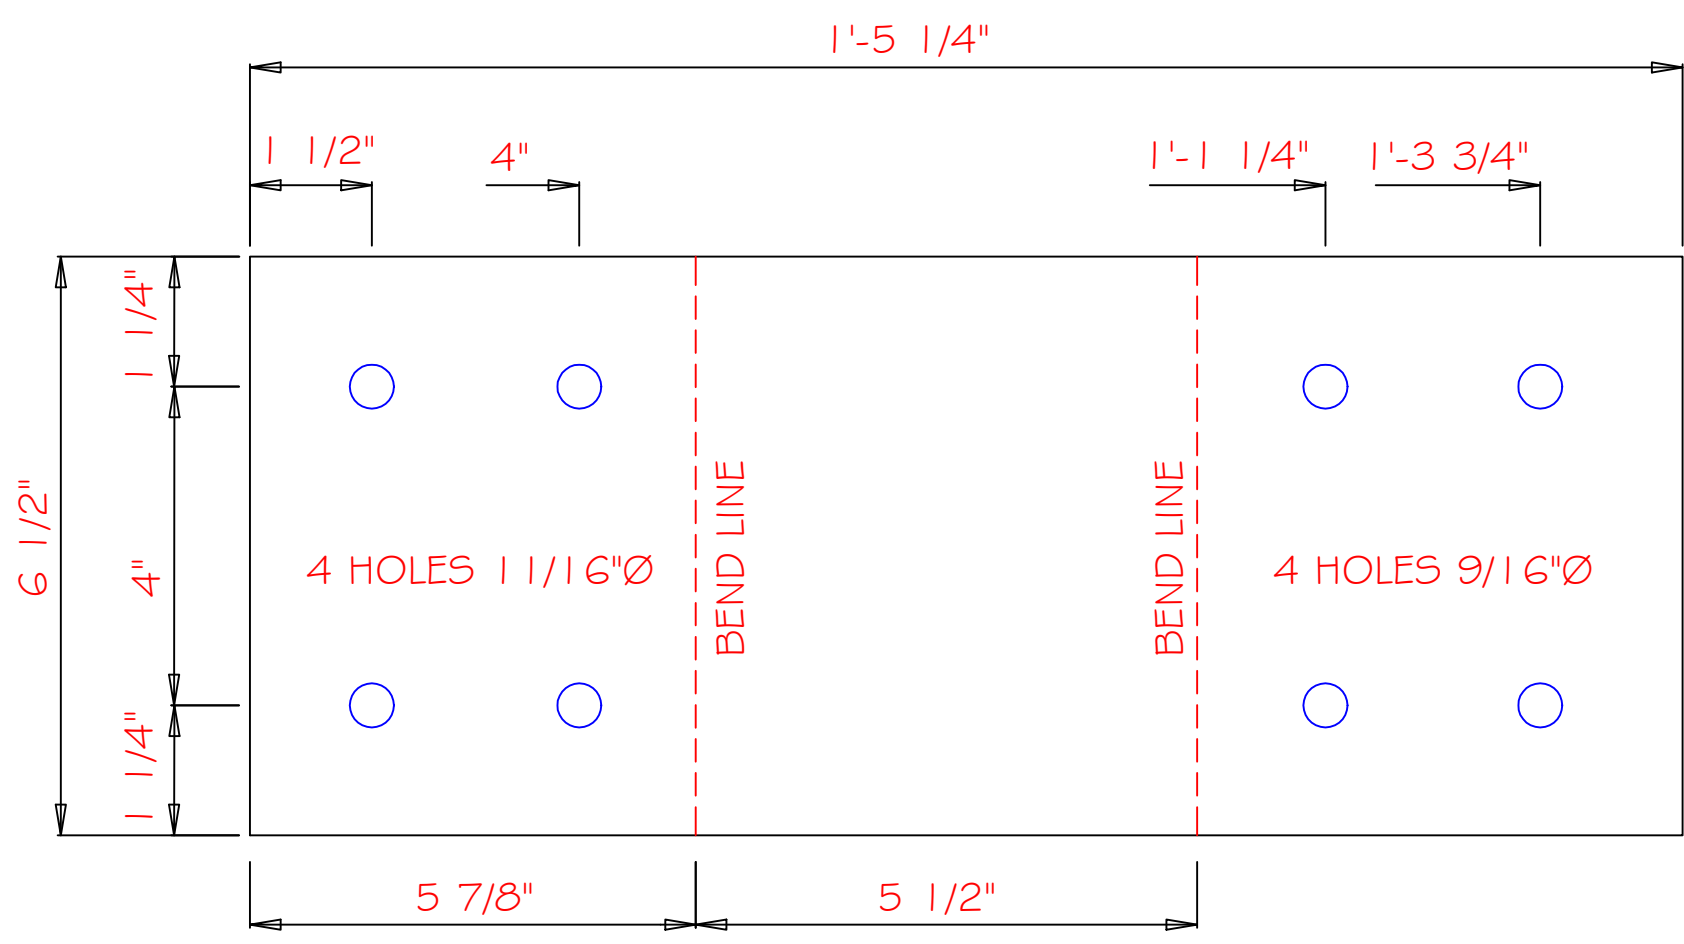 1'-5 1/4"
1 1/2"
4"
1'-1 1/4"
1'-3 3/4"
1 1/4"
6 1/2"
4"
1 1/4"
4 HOLES 11/16"Ø
BEND LINE
BEND LINE
4 HOLES 9/16"Ø
5 7/8"
5 1/2"